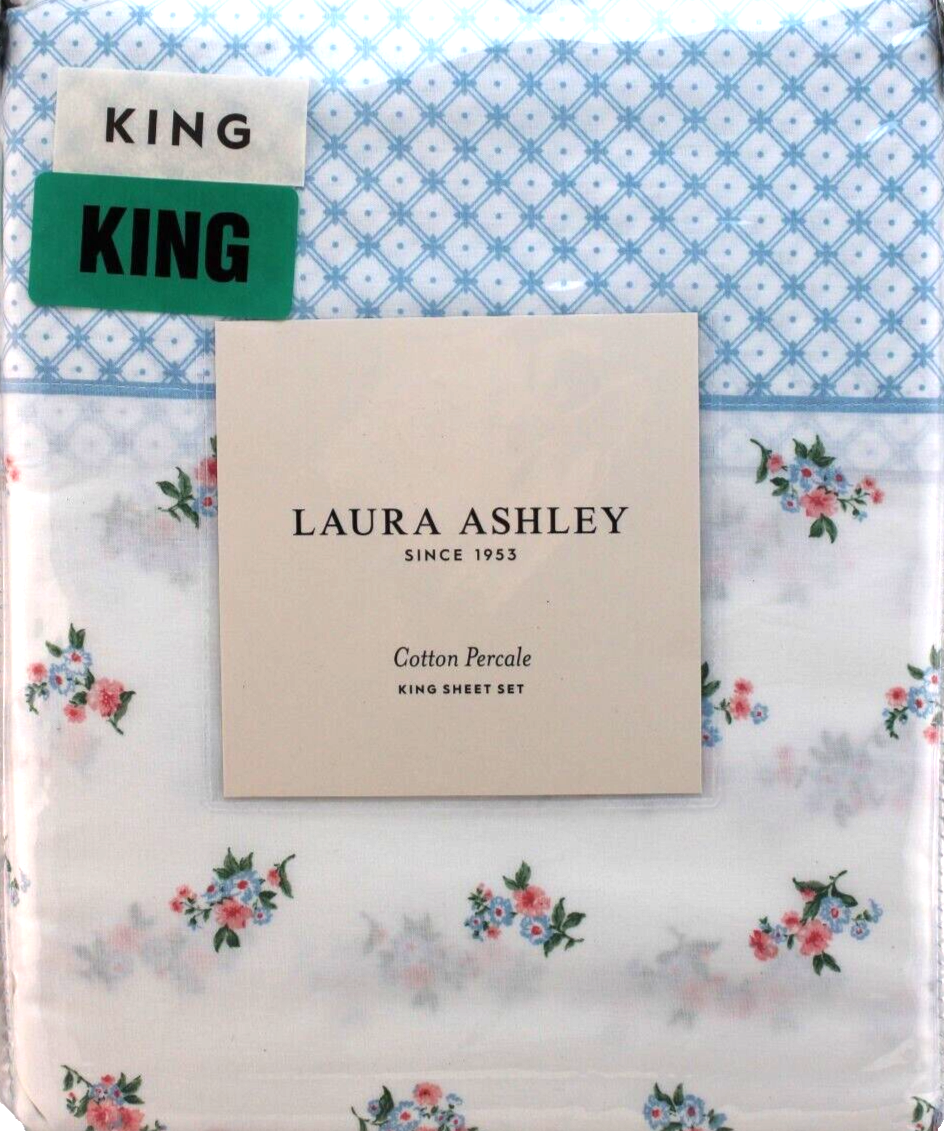 KING
KING
LAURA ASHLEY
SINCE 1953
Cotton Percale
KING SHEET SET